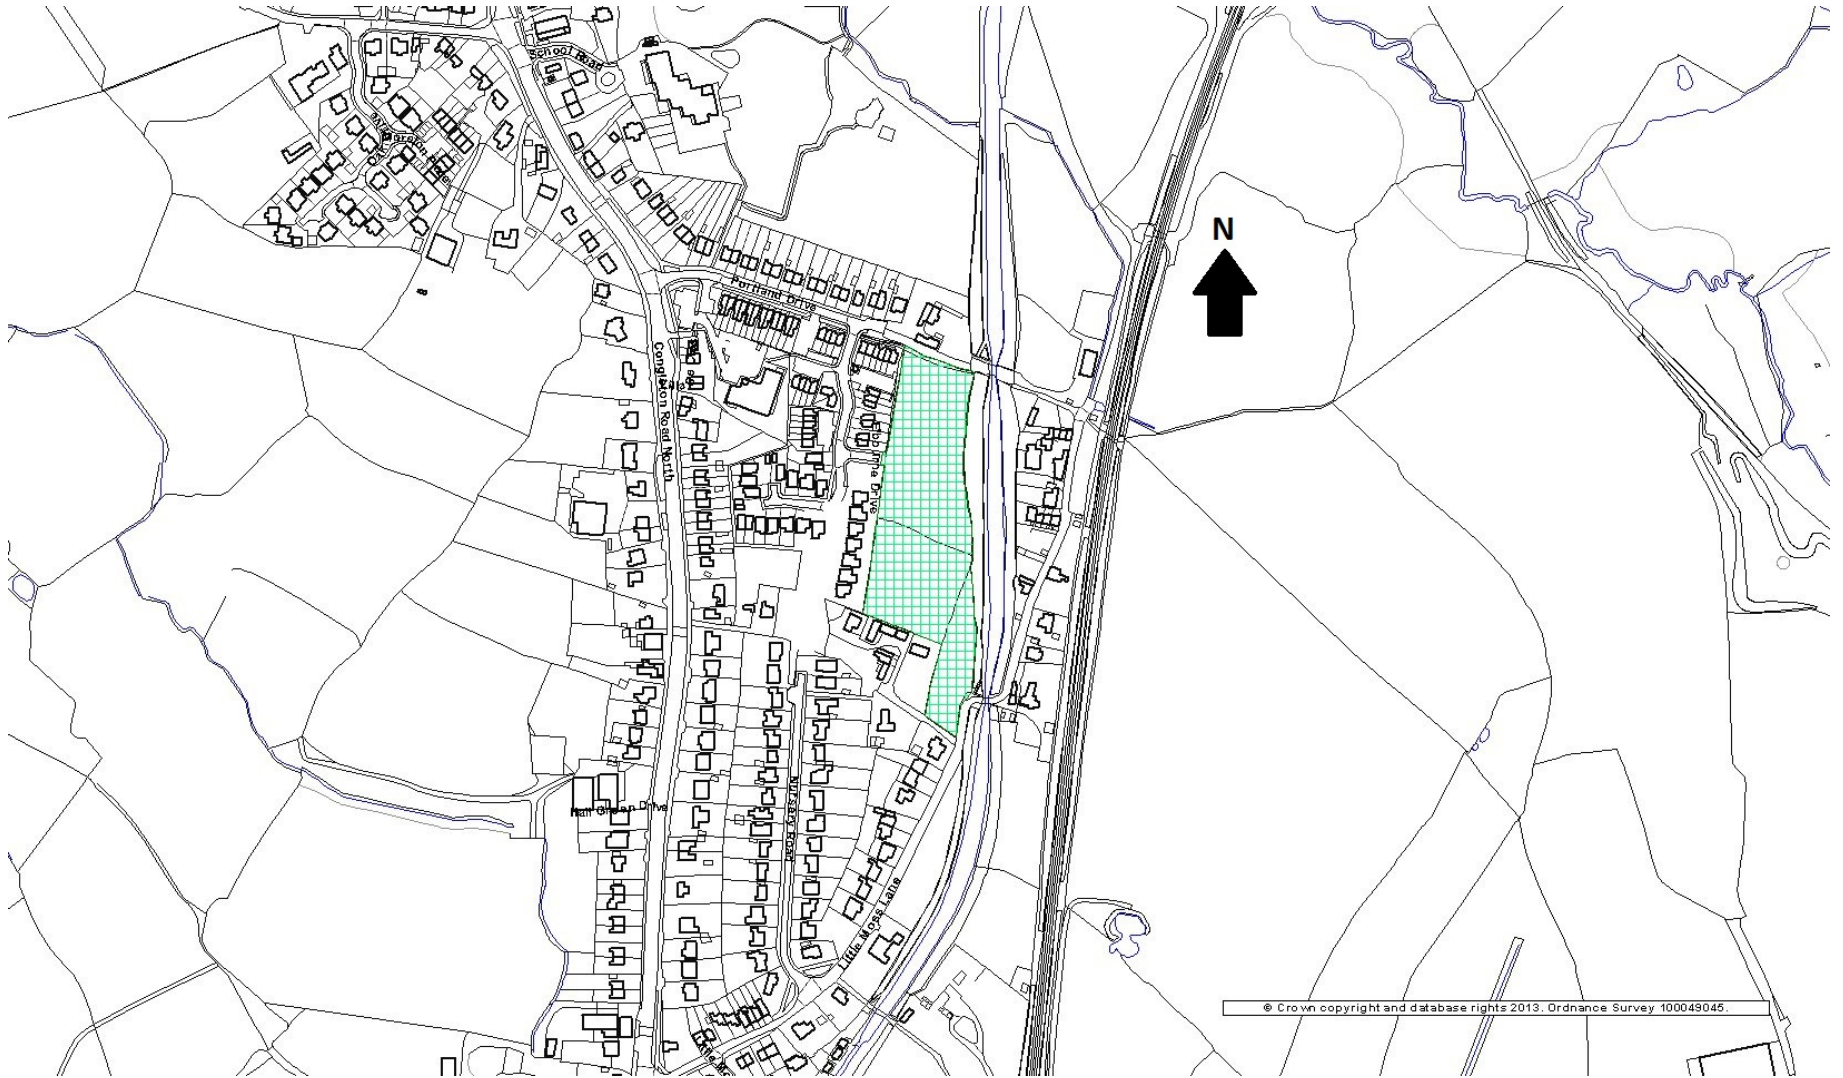 School Road
N
Portland Drive
Congleton Road North
Drive
Hall Green Drive
Nursery Road
Little Moss Lane
© Crown copyright and database rights 2013. Ordnance Survey 100049045.